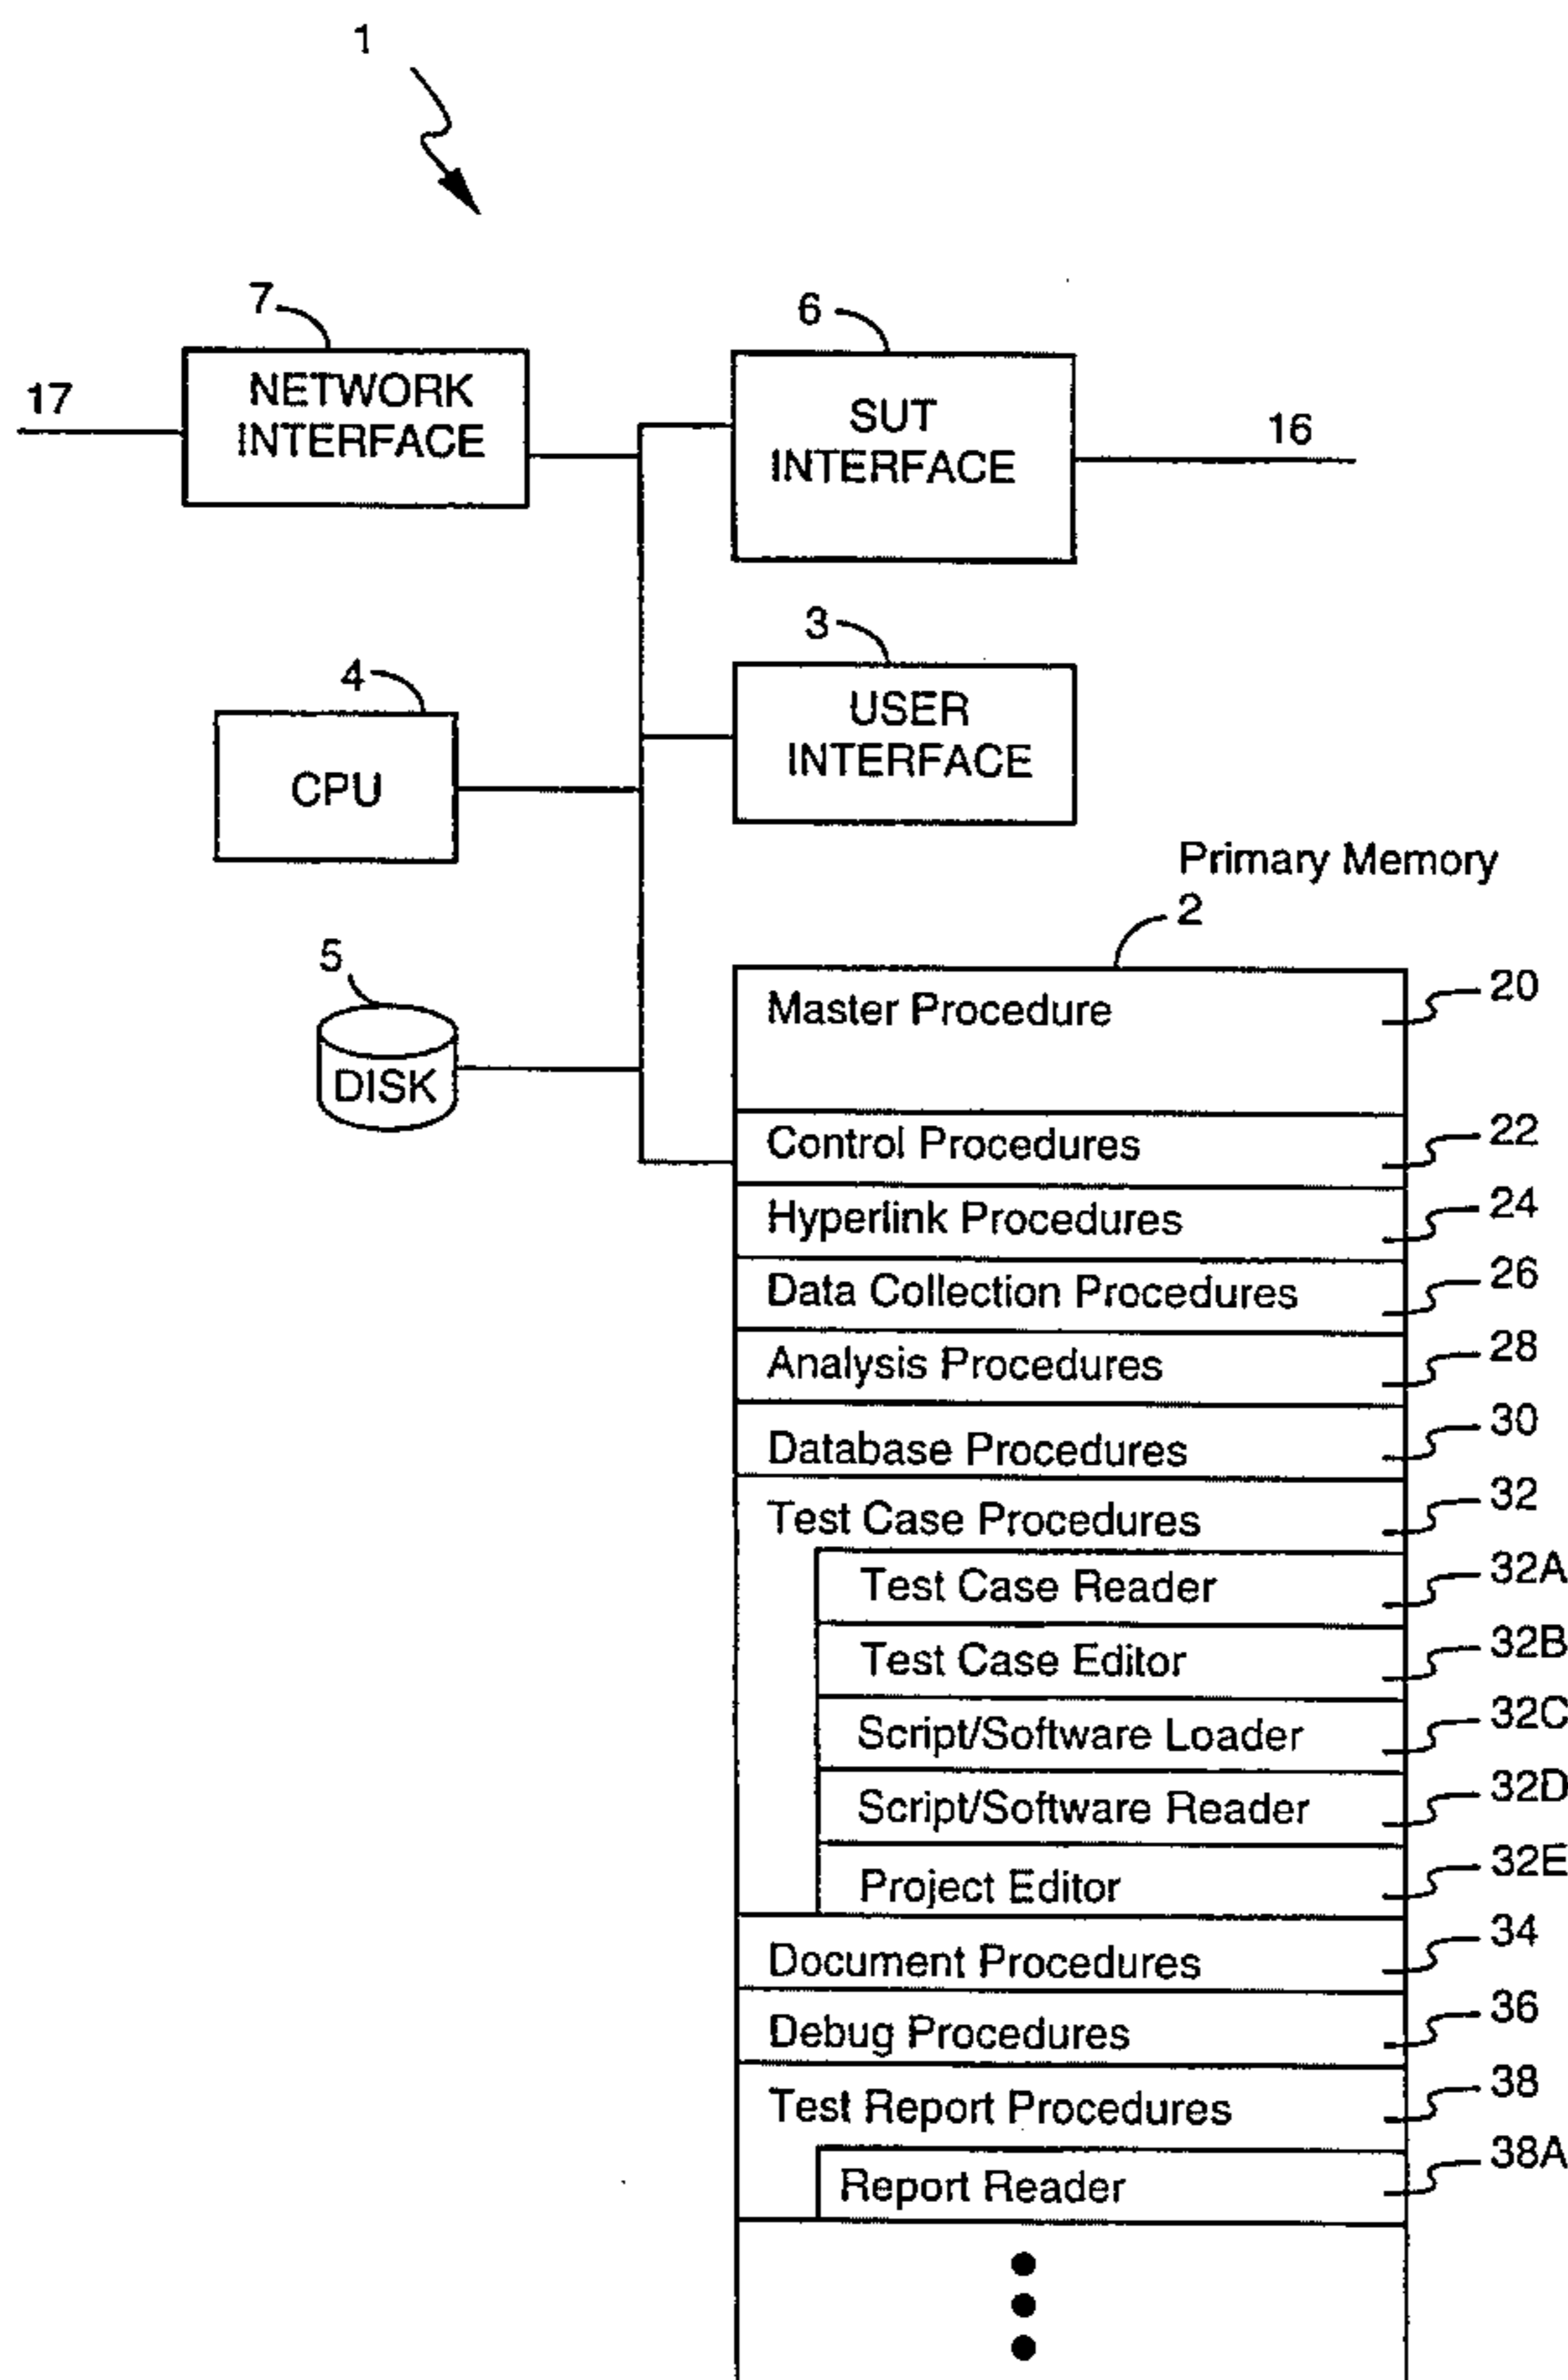 1
7
6
17
NETWORK
INTERFACE
SUT
INTERFACE
16
3
4
USER
INTERFACE
CPU
Primary Memory
2
5
DISK
Master Procedure
20
Control Procedures
22
Hyperlink Procedures
24
Data Collection Procedures
26
Analysis Procedures
28
Database Procedures
30
Test Case Procedures
32
Test Case Reader
32A
Test Case Editor
32B
Script/Software Loader
32C
Script/Software Reader
32D
Project Editor
32E
Document Procedures
34
Debug Procedures
36
Test Report Procedures
38
Report Reader
38A